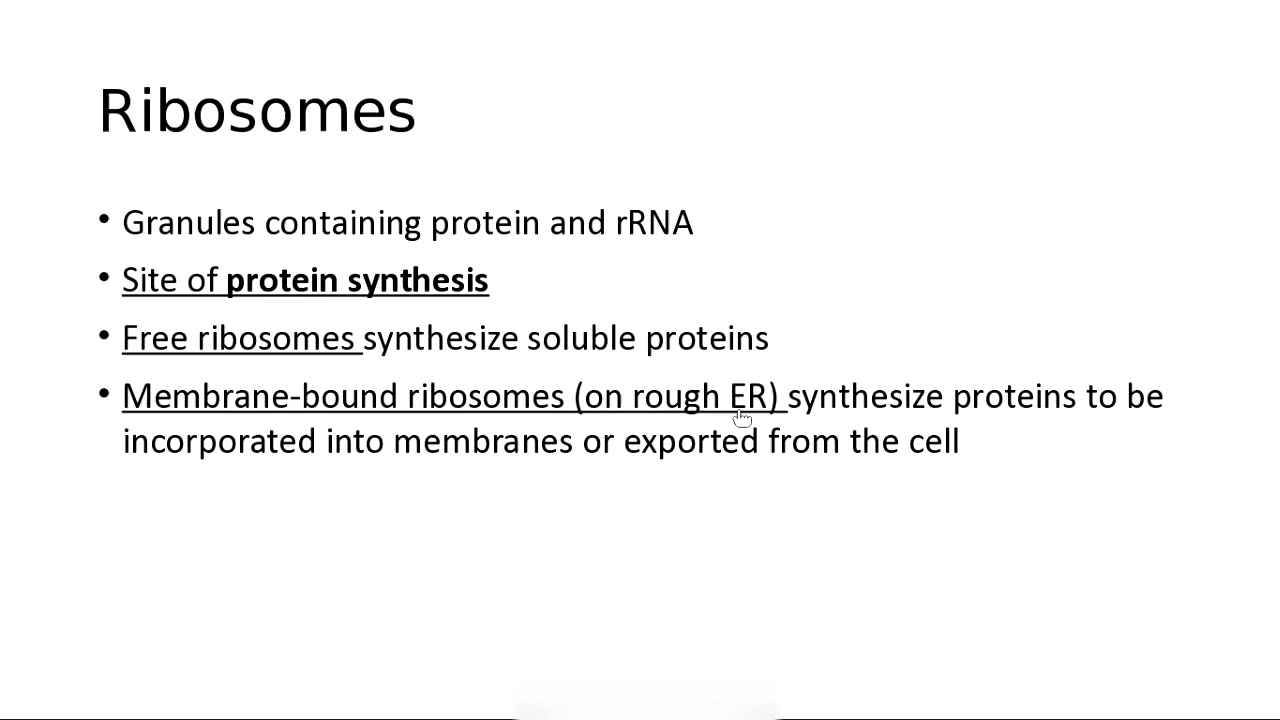 Ribosomes
• Granules containing protein and rRNA
• Site of protein synthesis
• Free ribosomes synthesize soluble proteins
• Membrane-bound ribosomes (on rough ER) synthesize proteins to be
incorporated into membranes or exported from the cell